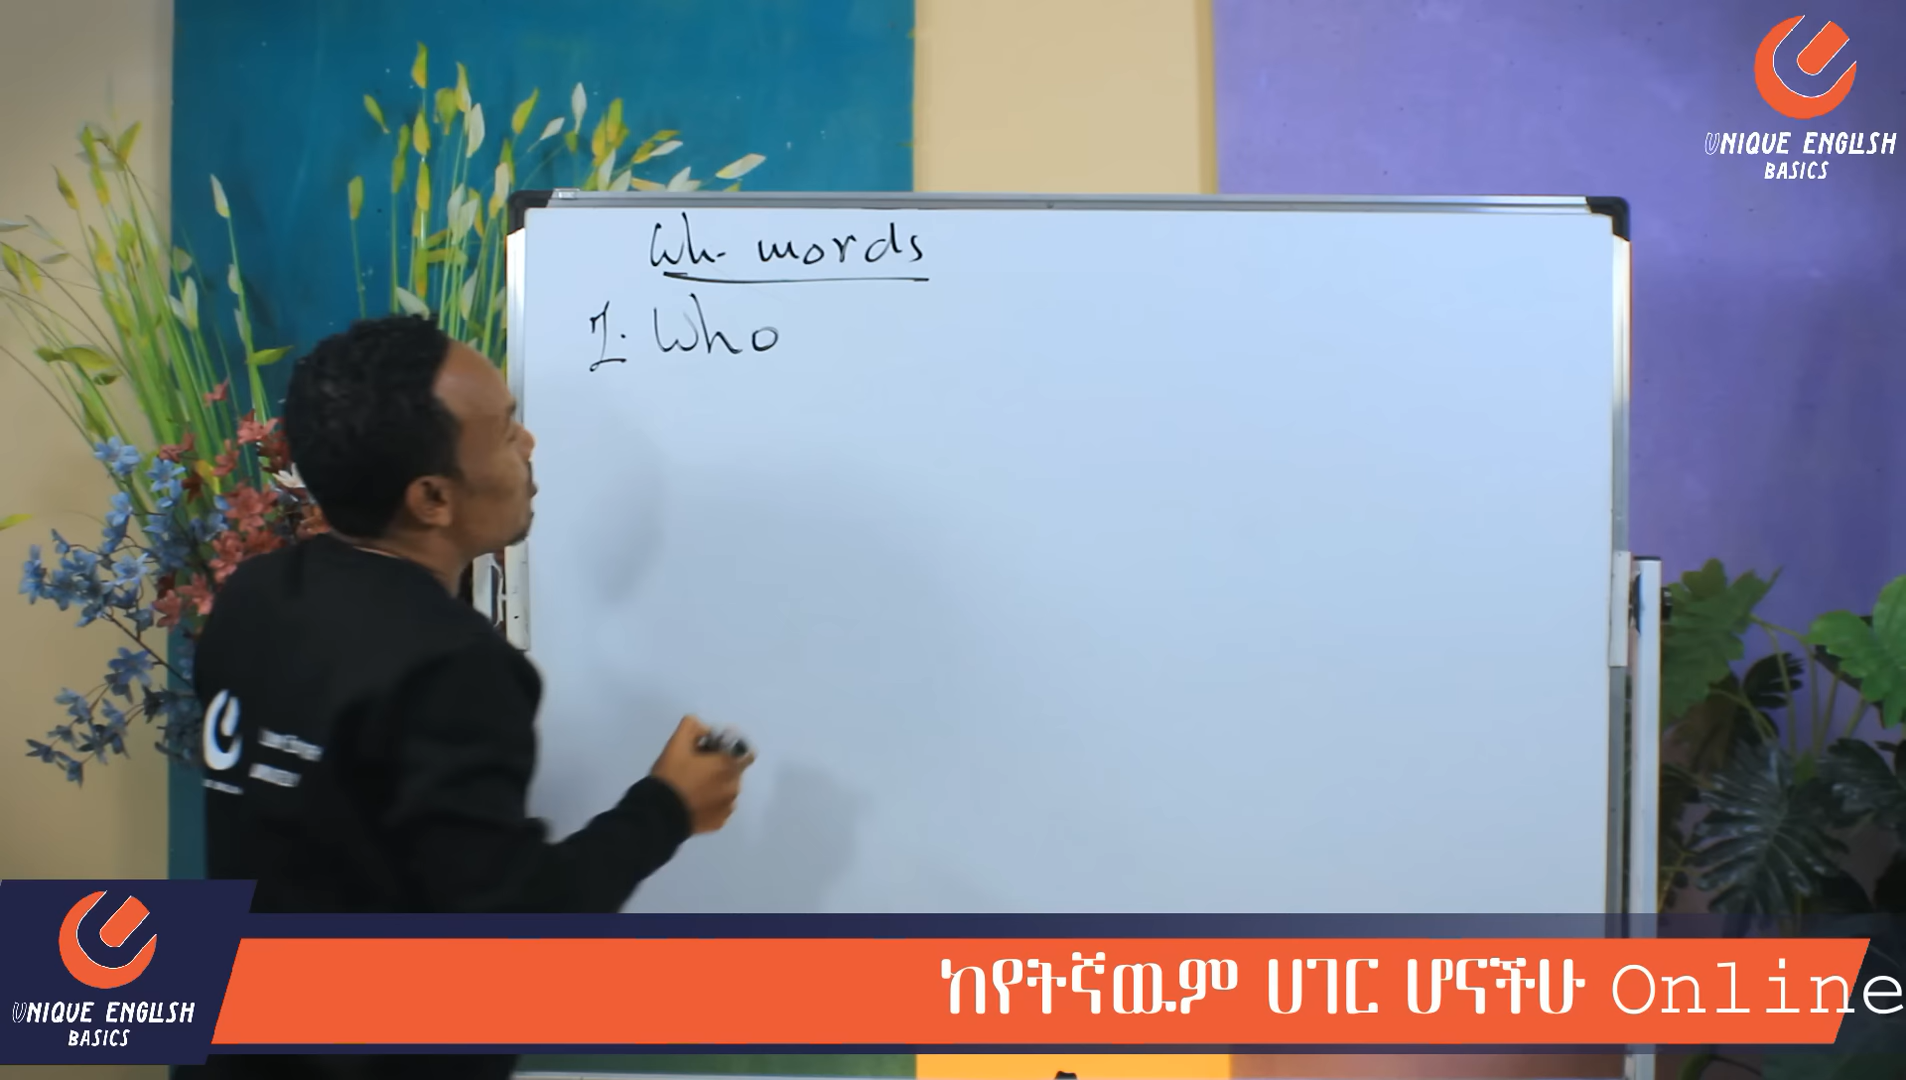 UNIQUE ENGLISH
BASICS
Wh- words
1. Who
ከየትኛዉም ሀገር ሆናችሁ Online
UNIQUE ENGLISH
BASICS